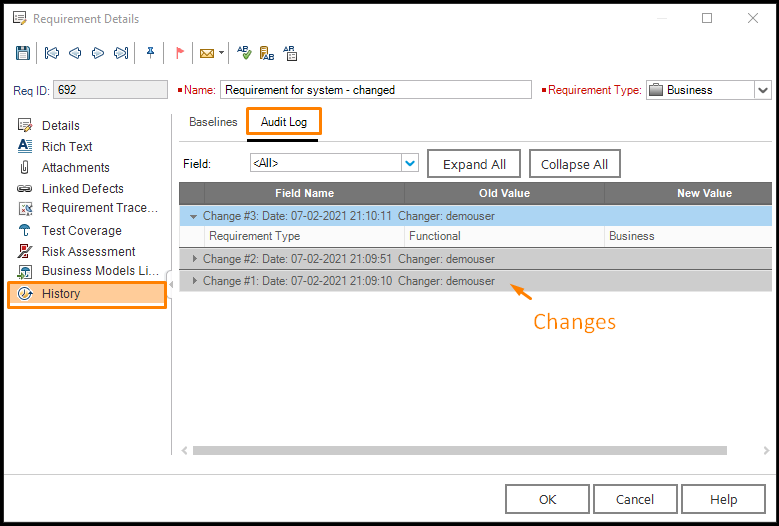 Requirement Details
Req ID: 692 Name: Requirement for system - changed Requirement Type: Business
Details
Rich Text
Attachments
Linked Defects
Requirement Trace...
Test Coverage
Risk Assessment
Business Models Li...
History
Baselines Audit Log
Field: <All> Expand All Collapse All
Field Name Old Value New Value
Change #3: Date: 07-02-2021 21:10:11 Changer: demouser
Requirement Type Functional Business
Change #2: Date: 07-02-2021 21:09:51 Changer: demouser
Change #1: Date: 07-02-2021 21:09:10 Changer: demouser
Changes
OK Cancel Help